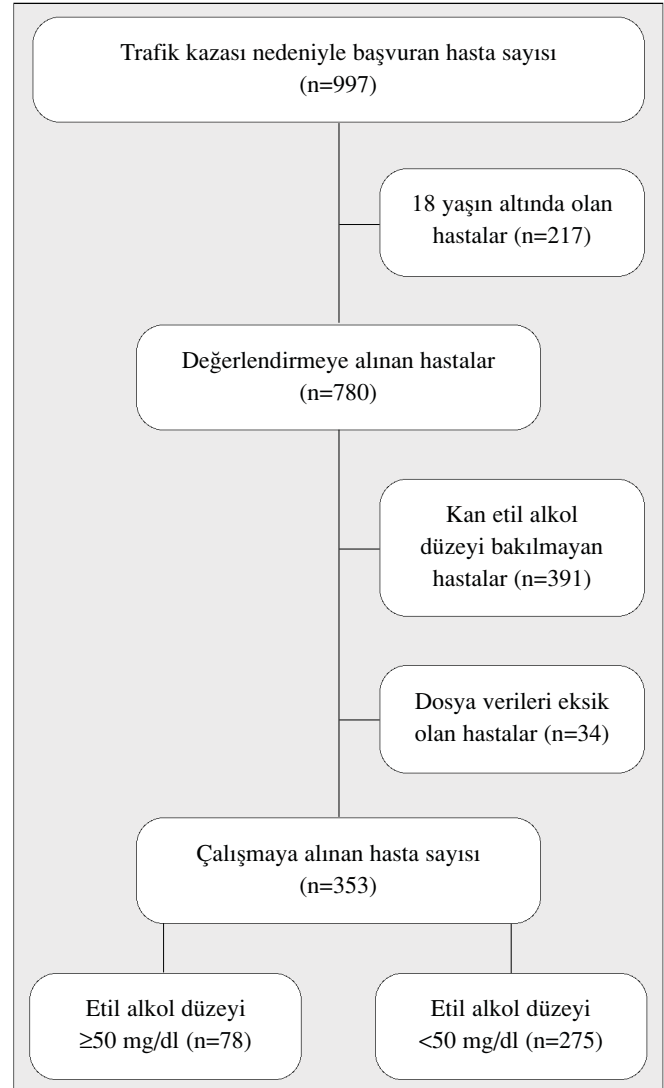 Trafik kazası nedeniyle başvuran hasta sayısı
(n=997)
18 yaşın altında olan
hastalar (n=217)
Değerlendirmeye alınan hastalar
(n=780)
Kan etil alkol
düzeyi bakılmayan
hastalar (n=391)
Dosya verileri eksik
olan hastalar (n=34)
Çalışmaya alınan hasta sayısı
(n=353)
Etil alkol düzeyi
≥50 mg/dl (n=78)
Etil alkol düzeyi
<50 mg/dl (n=275)